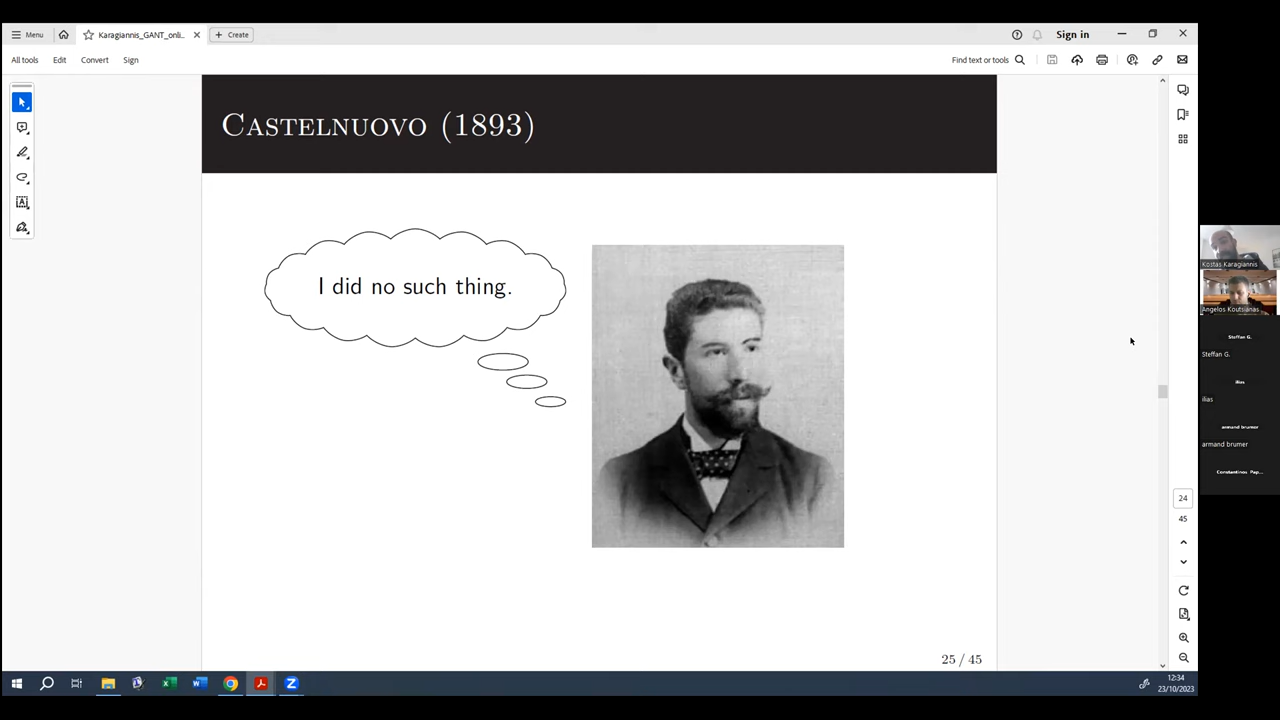 Menu
Karagiannis_GANT_onli...
Create
Sign in
All tools
Edit
Convert
Sign
Find text or tools
CASTELNUOVO (1893)
I did no such thing.
25 / 45
24
45
Kostas Karagiannis
Angelos Koutsianas
Steffan G.
Steffan G.
ilias
ilias
armand brumer
armand brumer
Constantinos Pap...
12:34
23/10/2023